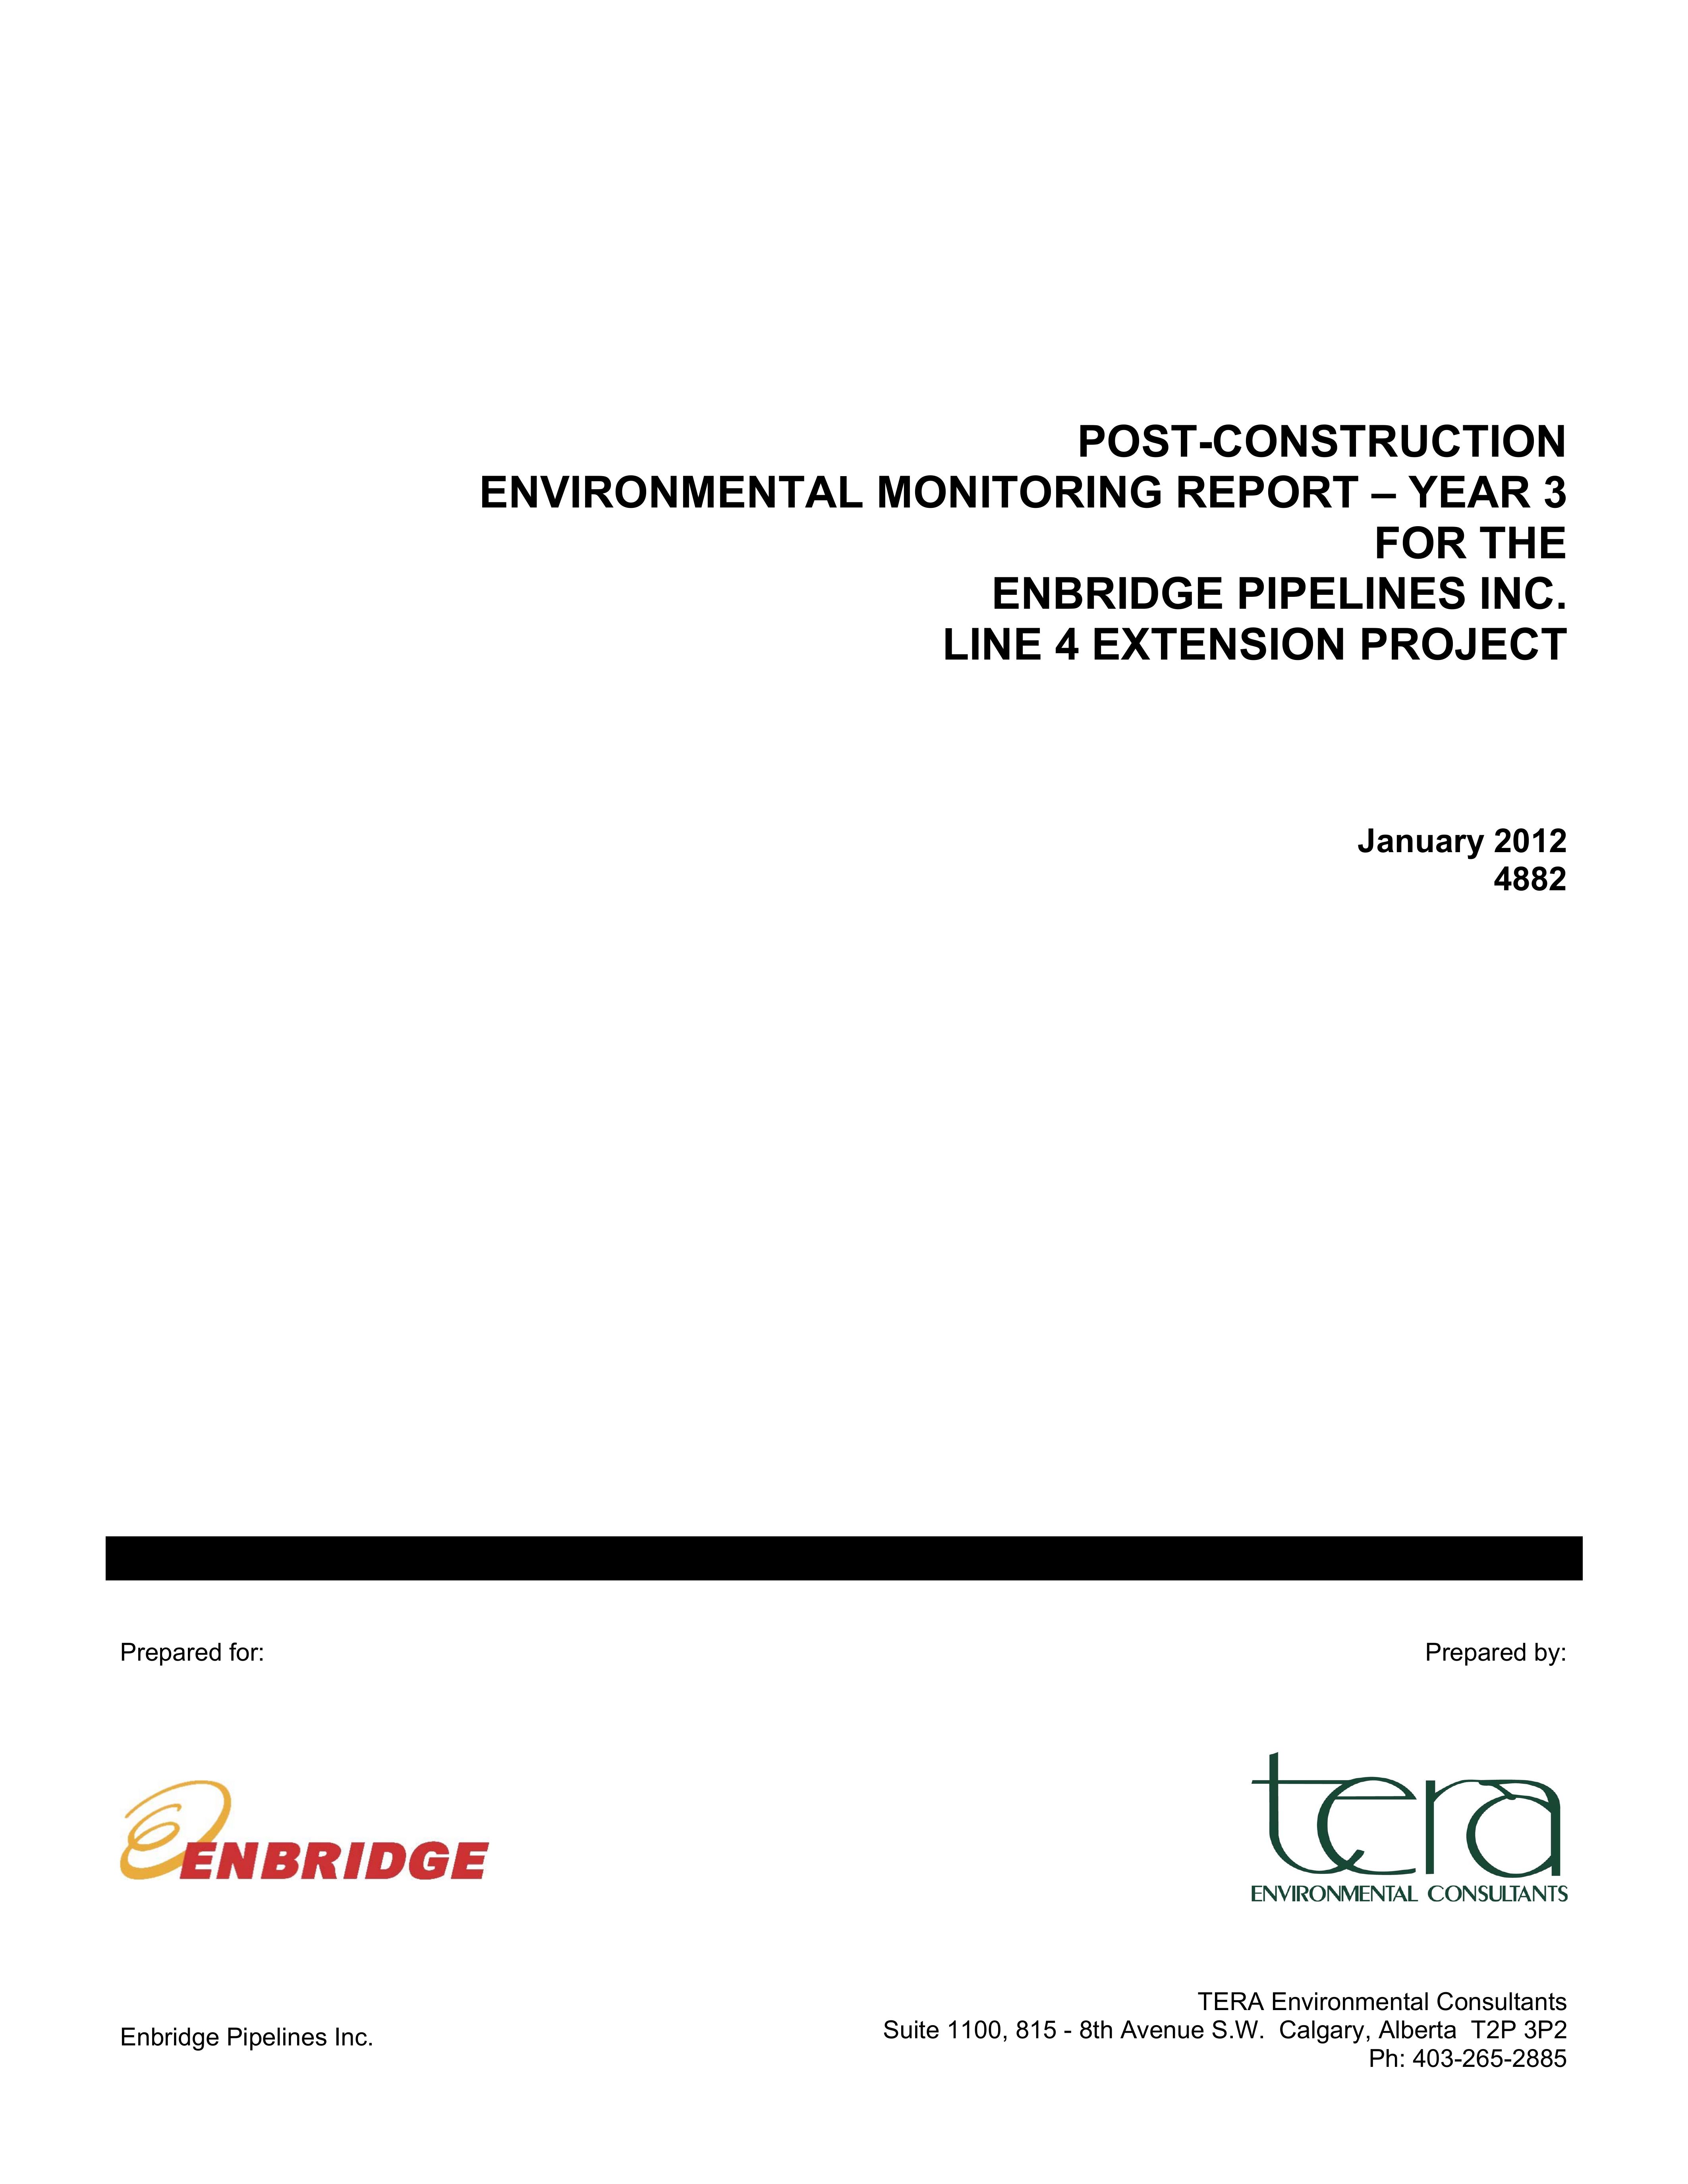 POST-CONSTRUCTION
ENVIRONMENTAL MONITORING REPORT – YEAR 3
FOR THE
ENBRIDGE PIPELINES INC.
LINE 4 EXTENSION PROJECT
January 2012
4882
Prepared for:
Prepared by:
ENBRIDGE
tera
ENVIRONMENTAL CONSULTANTS
Enbridge Pipelines Inc.
TERA Environmental Consultants
Suite 1100, 815 - 8th Avenue S.W. Calgary, Alberta T2P 3P2
Ph: 403-265-2885